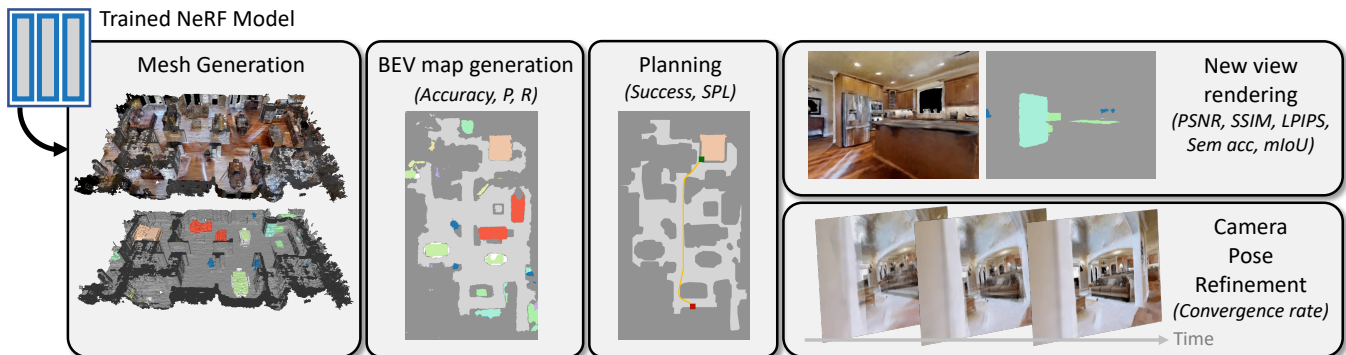 Trained NeRF Model
Mesh Generation
BEV map generation
(Accuracy, P, R)
Planning
(Success, SPL)
New view
rendering
(PSNR, SSIM, LPIPS,
Sem acc, mIoU)
Camera
Pose
Refinement
(Convergence rate)
Time